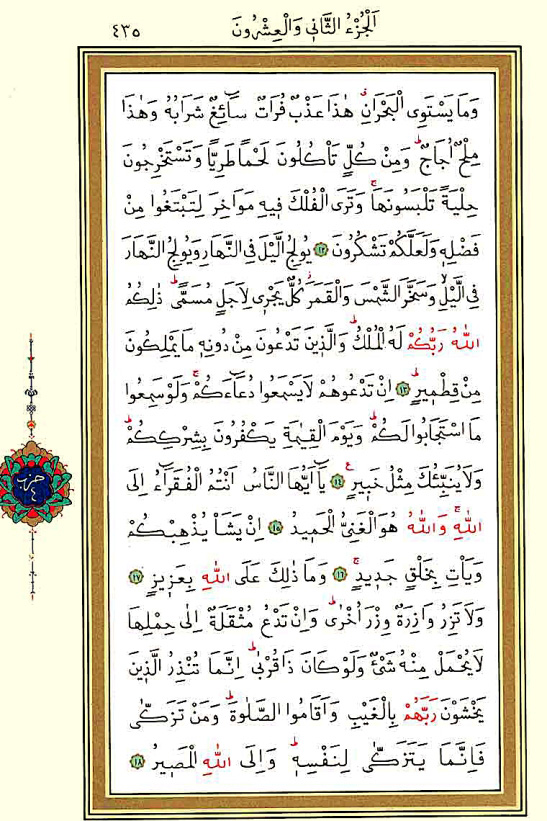 اَلْجُزْءُ الثَّانٖي وَالْعِشْرُونَ ٤٣٥
وَمَا يَسْتَوِي الْبَحْرَانِۗ هٰذَا عَذْبٌ فُرَاتٌ سَٓائِغٌ شَرَابُهُ وَهٰذَا
مِلْحٌ اُجَاجٌۜ وَمِنْ كُلٍّ تَأْكُلُونَ لَحْمًا طَرِيًّا وَتَسْتَخْرِجُونَ
حِلْيَةً تَلْبَسُونَهَاۚ وَتَرَى الْفُلْكَ فٖيهِ مَوَاخِرَ لِتَبْتَغُوا مِنْ
فَضْلِهٖ وَلَعَلَّكُمْ تَشْكُرُونَ ﴿١٢﴾ يُولِجُ الَّيْلَ فِي النَّهَارِ وَيُولِجُ النَّهَارَ
فِي الَّيْلِۙ وَسَخَّرَ الشَّمْسَ وَالْقَمَرَۘ كُلٌّ يَجْرٖي لِاَجَلٍ مُسَمًّىۜ ذٰلِكُمُ
اللّٰهُ رَبُّكُمْ لَهُ الْمُلْكُۜ وَالَّذٖينَ تَدْعُونَ مِنْ دُونِهٖ مَا يَمْلِكُونَ
مِنْ قِطْمٖيرٍۜ ﴿١٣﴾ اِنْ تَدْعُوهُمْ لَا يَسْمَعُوا دُعَٓاءَكُمْۚ وَلَوْ سَمِعُوا
مَا اسْتَجَابُوا لَكُمْۜ وَيَوْمَ الْقِيٰمَةِ يَكْفُرُونَ بِشِرْكِكُمْۜ
وَلَا يُنَبِّئُكَ مِثْلُ خَبٖيرٍۧ ﴿١٤﴾ يَٓا اَيُّهَا النَّاسُ اَنْتُمُ الْفُقَرَٓاءُ اِلَى
اللّٰهِۚ وَاللّٰهُ هُوَ الْغَنِيُّ الْحَمٖيدُ ﴿١٥﴾ اِنْ يَشَأْ يُذْهِبْكُمْ
وَيَأْتِ بِخَلْقٍ جَدٖيدٍۚ ﴿١٦﴾ وَمَا ذٰلِكَ عَلَى اللّٰهِ بِعَزٖيزٍ ﴿١٧﴾
وَلَا تَزِرُ وَازِرَةٌ وِزْرَ اُخْرٰىۜ وَاِنْ تَدْعُ مُثْقَلَةٌ اِلٰى حِمْلِهَا
لَا يُحْمَلْ مِنْهُ شَيْءٌ وَلَوْ كَانَ ذَا قُرْبٰىۜ اِنَّمَا تُنْذِرُ الَّذٖينَ
يَخْشَوْنَ رَبَّهُمْ بِالْغَيْبِ وَاَقَامُوا الصَّلٰوةَۜ وَمَنْ تَزَكّٰى
فَاِنَّمَا يَتَزَكّٰى لِنَفْسِهٖۜ وَاِلَى اللّٰهِ الْمَصٖيرُ ﴿١٨﴾
حزب
٤